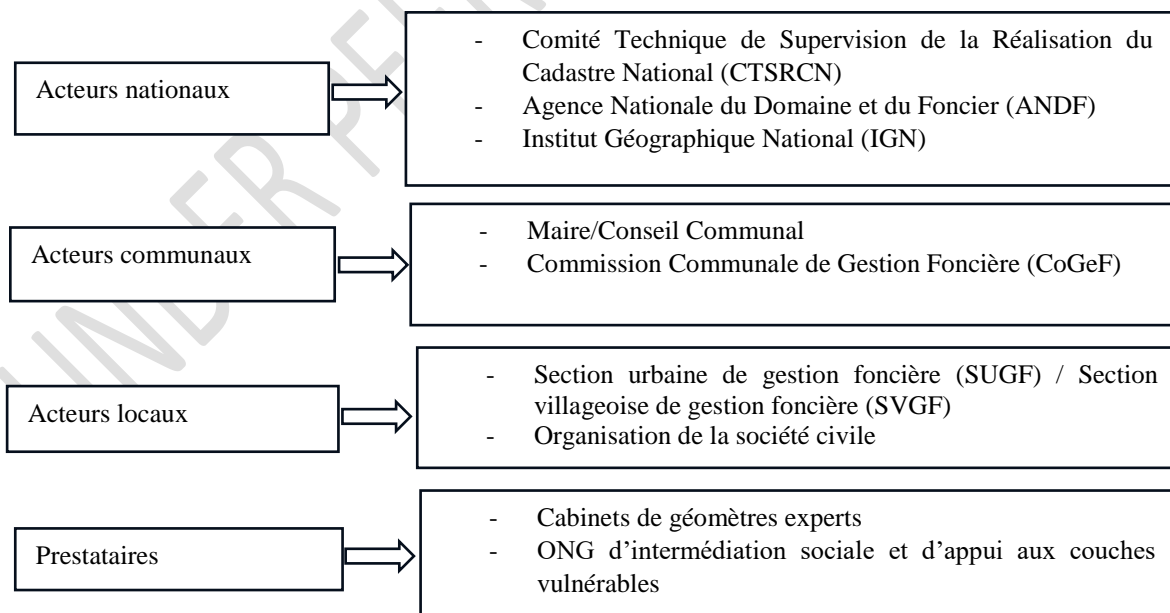 Acteurs nationaux
- Comité Technique de Supervision de la Réalisation du
Cadastre National (CTSRCN)
- Agence Nationale du Domaine et du Foncier (ANDF)
- Institut Géographique National (IGN)
Acteurs communaux
- Maire/Conseil Communal
- Commission Communale de Gestion Foncière (CoGeF)
Acteurs locaux
- Section urbaine de gestion foncière (SUGF) / Section
villageoise de gestion foncière (SVGF)
- Organisation de la société civile
Prestataires
- Cabinets de géomètres experts
- ONG d’intermédiation sociale et d’appui aux couches
vulnérables
UNDER PE